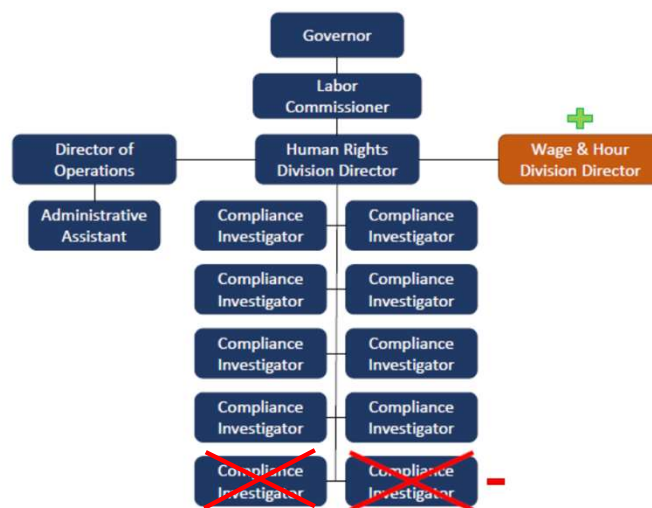 Governor
Labor
Commissioner
Director of
Operations
Human Rights
Division Director
Wage & Hour
Division Director
Administrative
Assistant
Compliance
Investigator
Compliance
Investigator
Compliance
Investigator
Compliance
Investigator
Compliance
Investigator
Compliance
Investigator
Compliance
Investigator
Compliance
Investigator
Compliance
Investigator
Compliance
Investigator